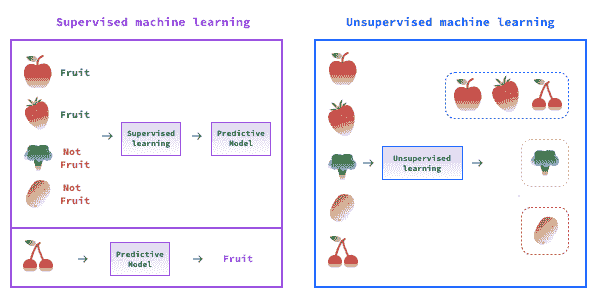 Supervised machine learning
Fruit
Fruit
Not
Fruit
Not
Fruit
Supervised
learning
Predictive
Model
Predictive
Model
Fruit
Unsupervised machine learning
Unsupervised
learning